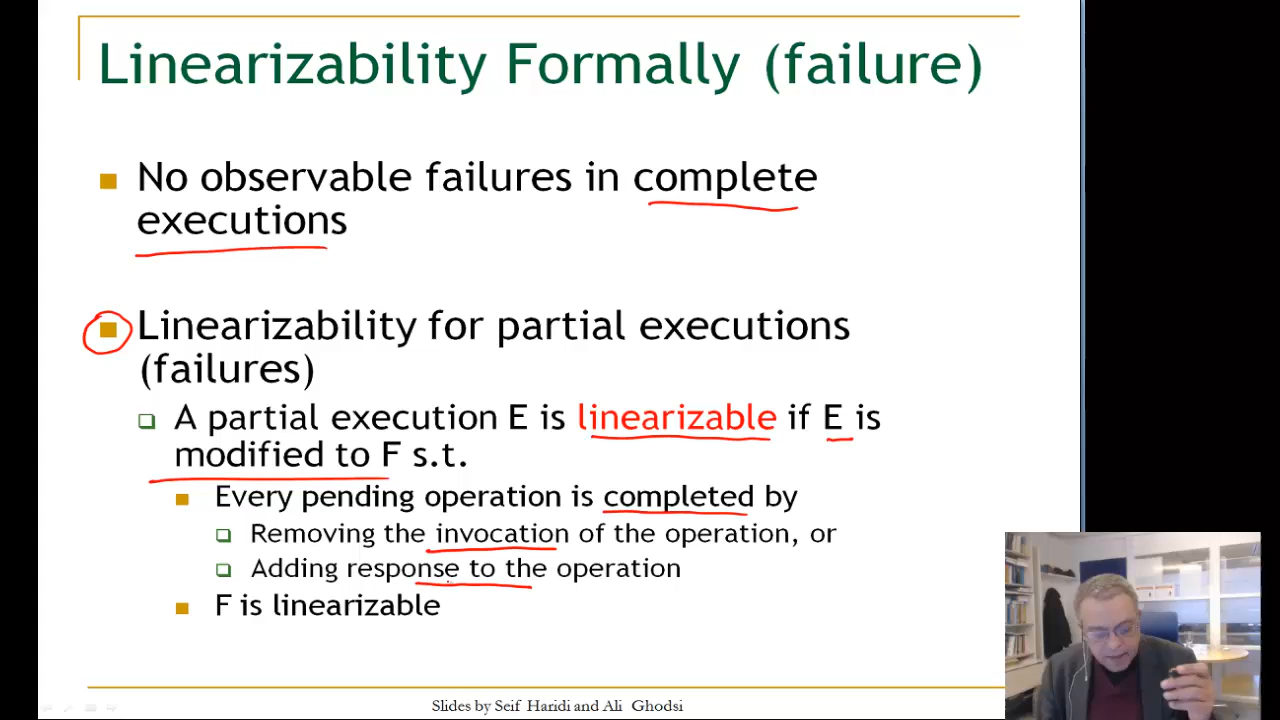 Linearizability Formally (failure)
No observable failures in complete
executions
Linearizability for partial executions
(failures)
A partial execution E is linearizable if E is
modified to F s.t.
Every pending operation is completed by
Removing the invocation of the operation, or
Adding response to the operation
F is linearizable
Slides by Seif Haridi and Ali Ghodsi